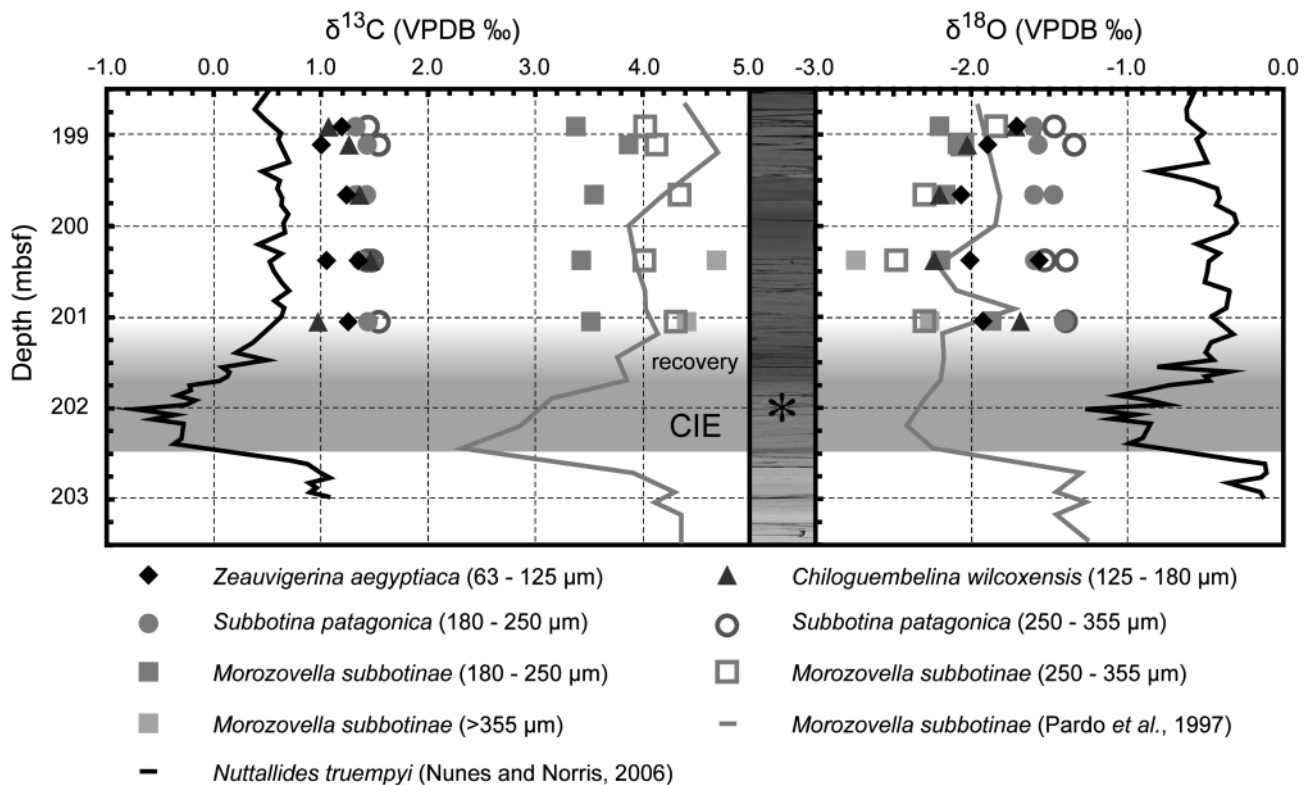 δ¹³C (VPDB ‰)
δ¹⁸O (VPDB ‰)
-1.0 0.0 1.0 2.0 3.0 4.0 5.0 -3.0 -2.0 -1.0 0.0
Depth (mbsf)
199
200
201
202
203
recovery
CIE
*
Zeauvigerina aegyptiaca (63 - 125 µm)
Chiloguembelina wilcoxensis (125 - 180 µm)
Subbotina patagonica (180 - 250 µm)
Subbotina patagonica (250 - 355 µm)
Morozovella subbotinae (180 - 250 µm)
Morozovella subbotinae (250 - 355 µm)
Morozovella subbotinae (>355 µm)
Morozovella subbotinae (Pardo et al., 1997)
Nuttallides truempyi (Nunes and Norris, 2006)